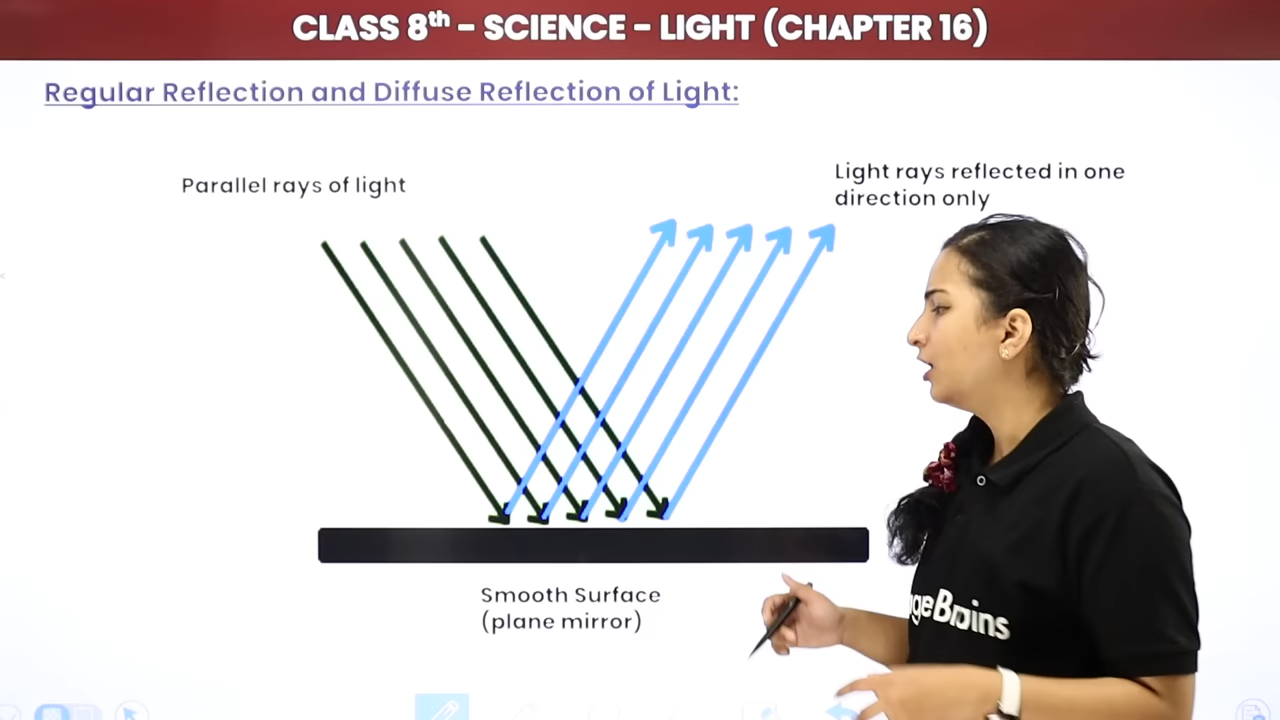 CLASS 8th - SCIENCE - LIGHT (CHAPTER 16)
Regular Reflection and Diffuse Reflection of Light:
Parallel rays of light
Light rays reflected in one
direction only
Smooth Surface
(plane mirror)